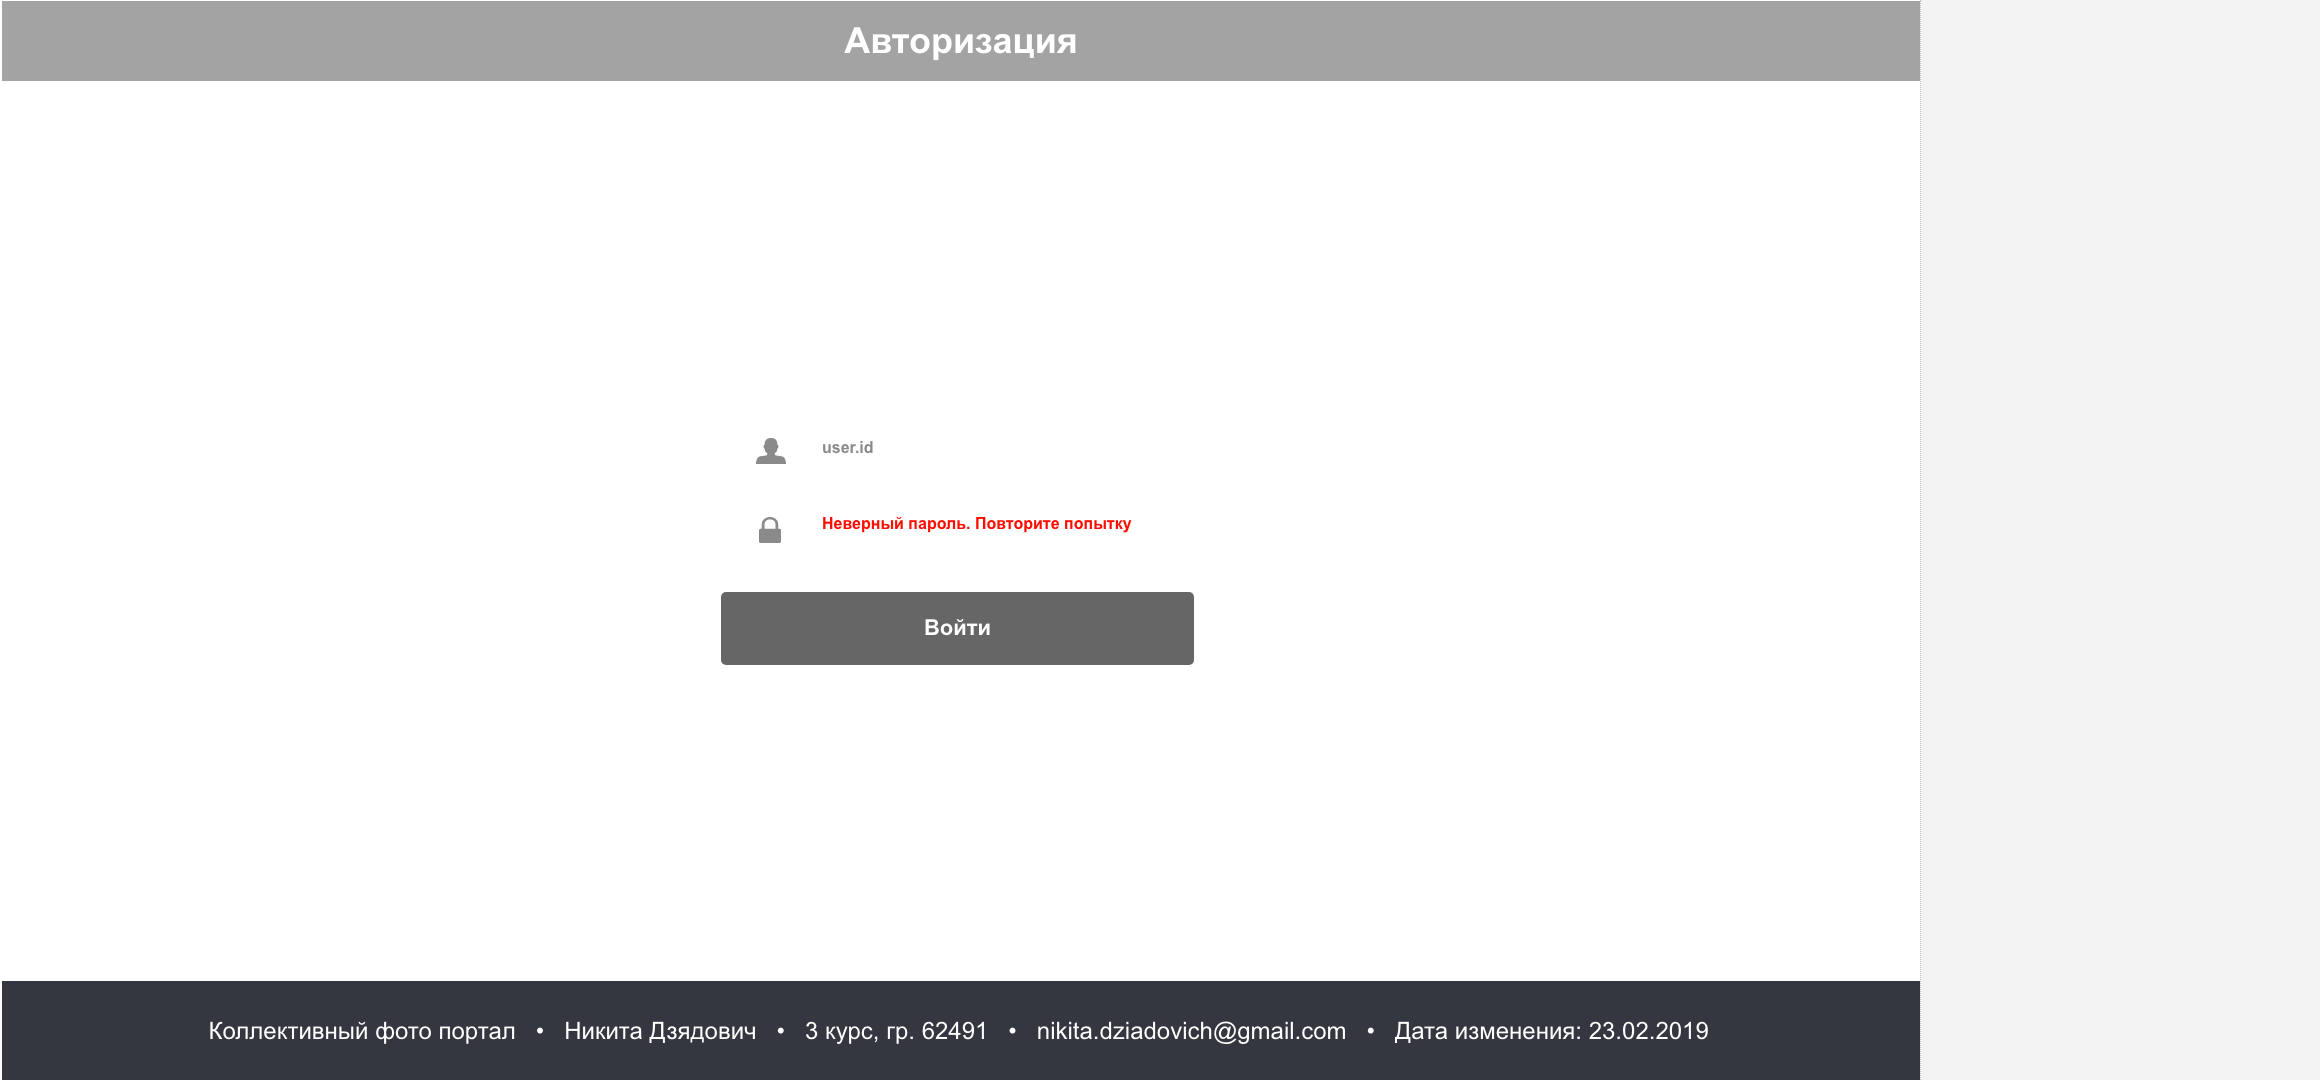 Авторизация
user.id
Неверный пароль. Повторите попытку
Войти
Коллективный фото портал • Никита Дзядович • 3 курс, гр. 62491 • nikita.dziadovich@gmail.com • Дата изменения: 23.02.2019